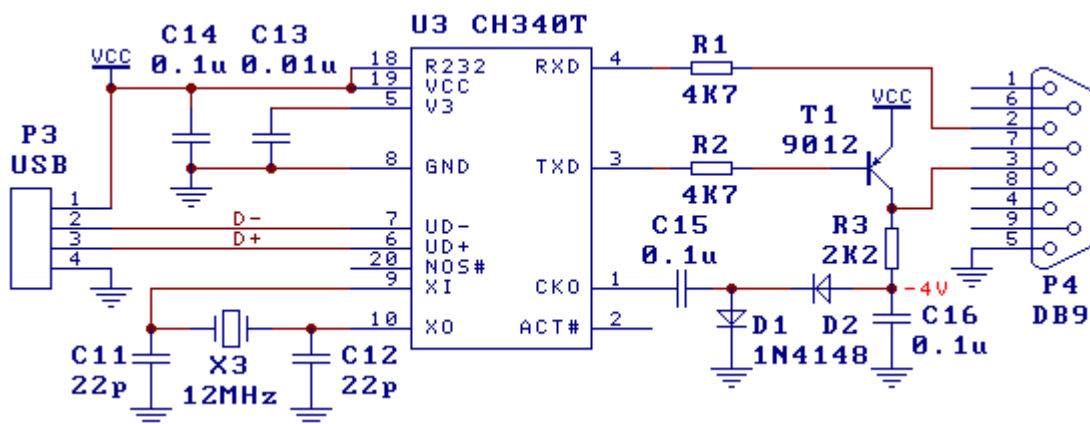 U3 CH340T
C14 C13
0.1u 0.01u
VCC
18 R232
19 VCC
5 V3
8 GND
7 UD-
6 UD+
20 NOS#
9 XI
10 XO
RXD 4
TXD 3
CKO 1
ACT# 2
P3
USB
1
2
3
4
D-
D+
C11
22p
X3
12MHz
C12
22p
R1
4K7
R2
4K7
T1
9012
VCC
C15
0.1u
R3
2K2
-4V
D1
1N4148
D2
C16
0.1u
1
6
2
7
3
8
4
9
5
P4
DB9